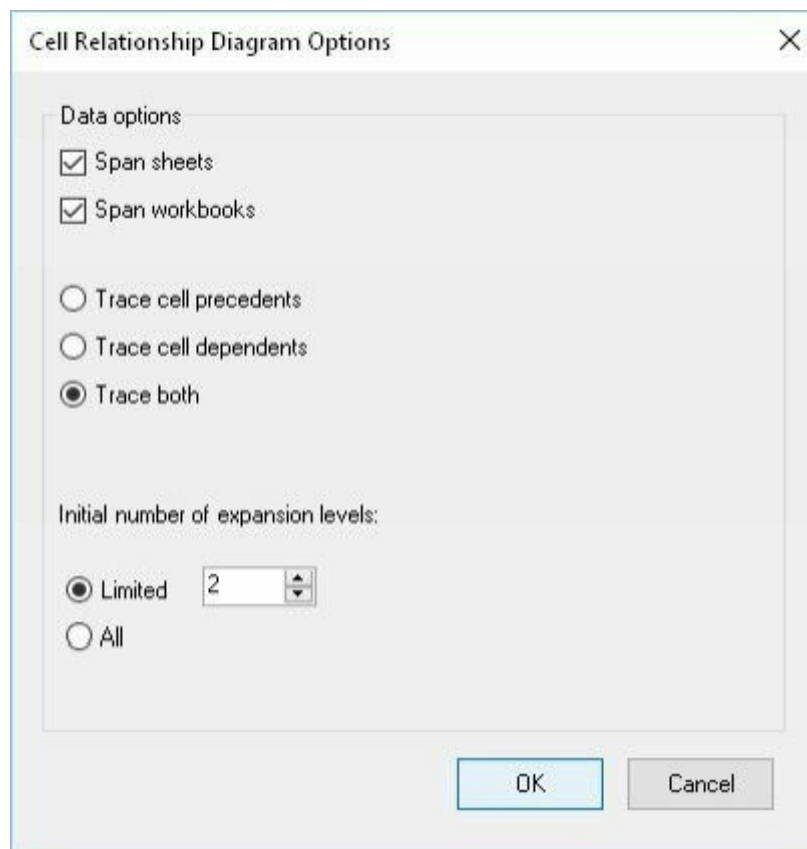 Cell Relationship Diagram Options
Data options
Span sheets
Span workbooks
Trace cell precedents
Trace cell dependents
Trace both
Initial number of expansion levels:
Limited 2
All
OK Cancel